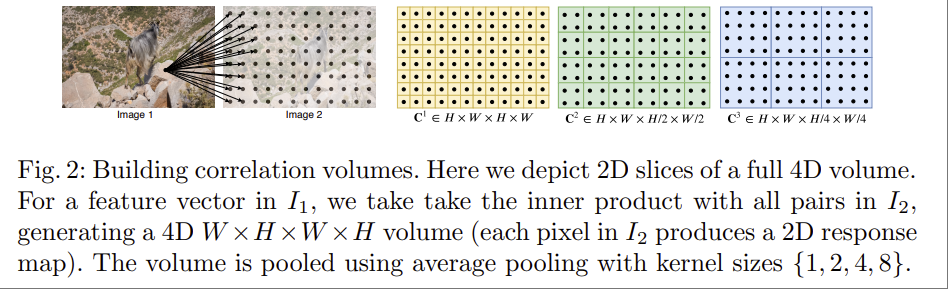 Image 1
Image 2
C¹ ∈ H × W × H × W
C² ∈ H × W × H/2 × W/2
C³ ∈ H × W × H/4 × W/4
Fig. 2: Building correlation volumes. Here we depict 2D slices of a full 4D volume.
For a feature vector in I₁, we take take the inner product with all pairs in I₂,
generating a 4D W × H × W × H volume (each pixel in I₂ produces a 2D response
map). The volume is pooled using average pooling with kernel sizes {1, 2, 4, 8}.